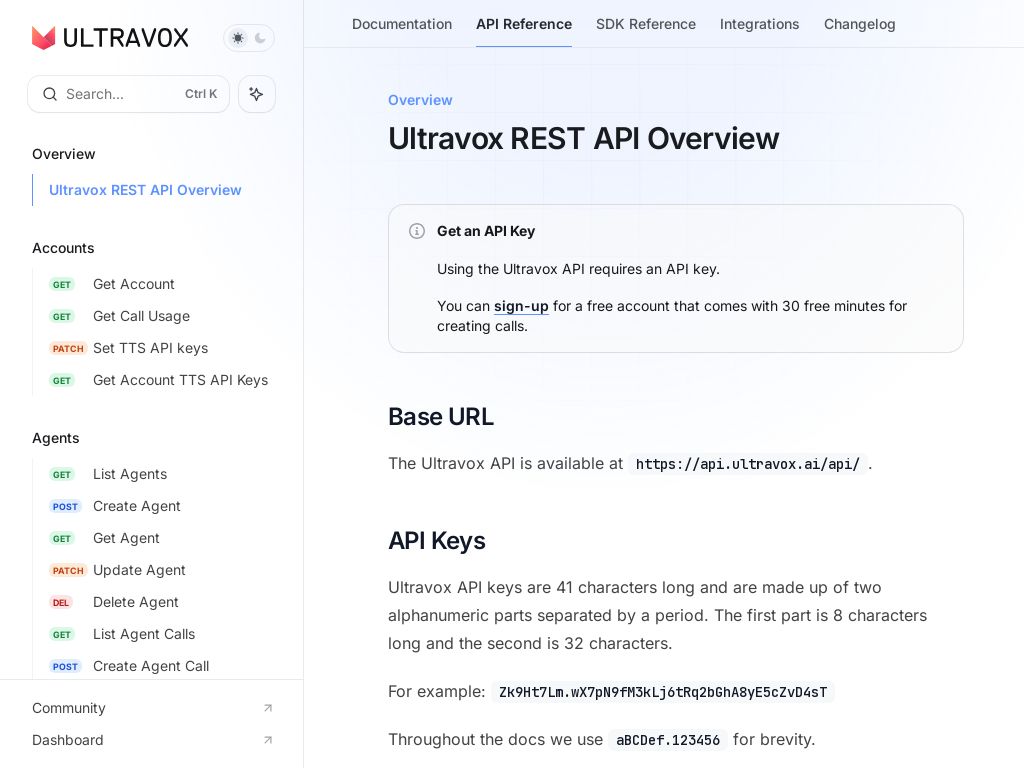 ULTRAVOX
Search...
Ctrl K
Overview
Ultravox REST API Overview
Accounts
GET Get Account
GET Get Call Usage
PATCH Set TTS API keys
GET Get Account TTS API Keys
Agents
GET List Agents
POST Create Agent
GET Get Agent
PATCH Update Agent
DEL Delete Agent
GET List Agent Calls
POST Create Agent Call
Community
Dashboard
Documentation API Reference SDK Reference Integrations Changelog
Overview
Ultravox REST API Overview
Get an API Key
Using the Ultravox API requires an API key.
You can sign-up for a free account that comes with 30 free minutes for
creating calls.
Base URL
The Ultravox API is available at https://api.ultravox.ai/api/ .
API Keys
Ultravox API keys are 41 characters long and are made up of two
alphanumeric parts separated by a period. The first part is 8 characters
long and the second is 32 characters.
For example: Zk9Ht7Lm.wX7pN9fM3kLj6tRq2bGhA8yE5cZvD4sT
Throughout the docs we use aBCDef.123456 for brevity.